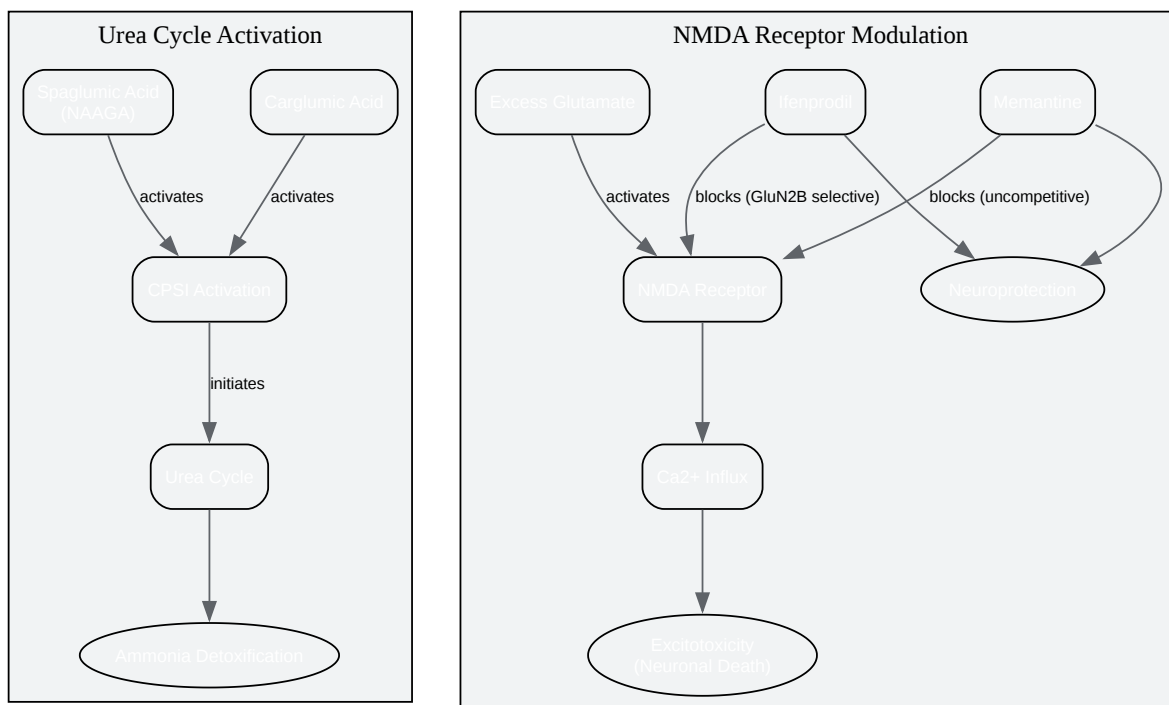 Urea Cycle Activation
Spaglumic Acid
(NAAGA)
Carglumic Acid
activates
activates
CPSI Activation
initiates
Urea Cycle
Ammonia Detoxification
NMDA Receptor Modulation
Excess Glutamate
Ifenprodil
Memantine
activates
blocks (GluN2B selective)
blocks (uncompetitive)
NMDA Receptor
Neuroprotection
Ca2+ Influx
Excitotoxicity
(Neuronal Death)